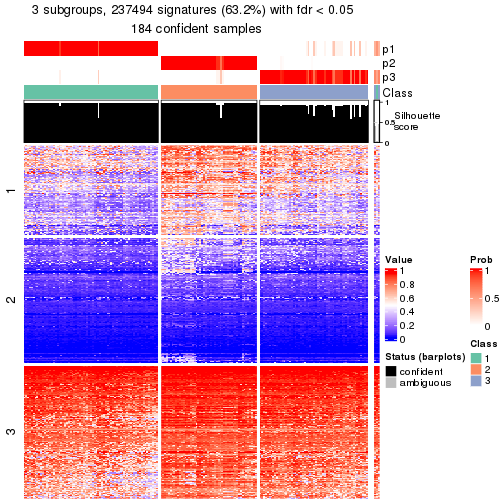 3 subgroups, 237494 signatures (63.2%) with fdr < 0.05
184 confident samples
p1
p2
p3
Class
1
0.5
0
Silhouette
score
1
2
3
Value
1
0.8
0.6
0.4
0.2
0
Prob
1
0.5
0
Status (barplots)
confident
ambiguous
Class
1
2
3